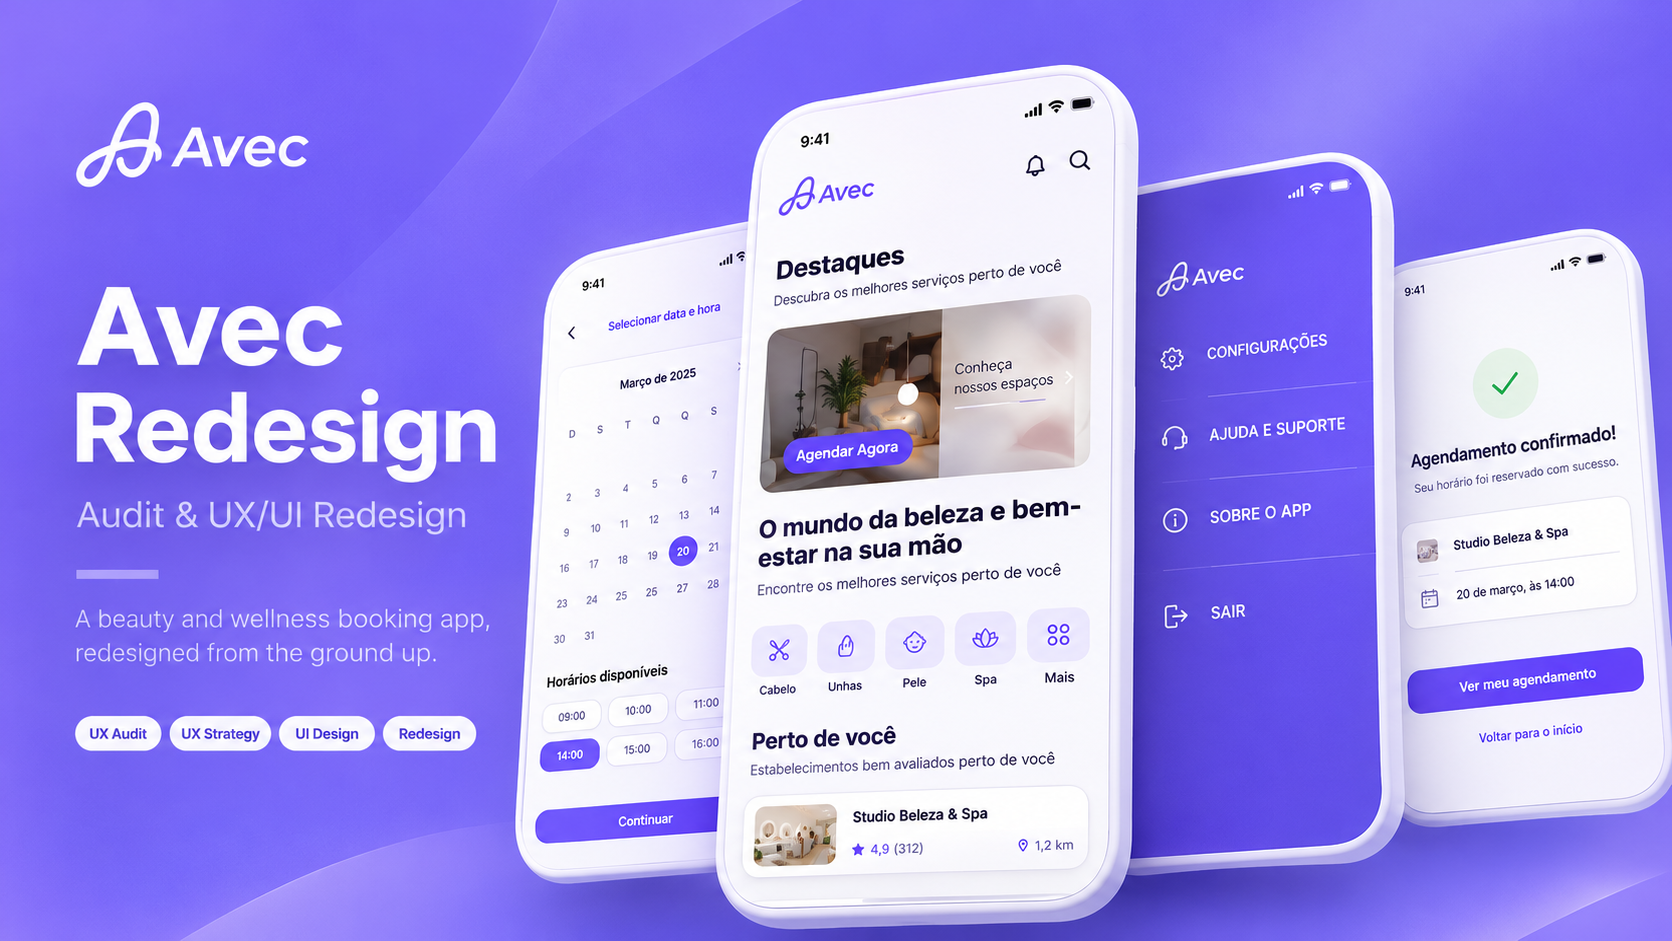 Avec
Avec
Redesign
Audit & UX/UI Redesign
A beauty and wellness booking app,
redesigned from the ground up.
UX Audit
UX Strategy
UI Design
Redesign
9:41
Selecionar data e hora
Março de 2025
D S T Q Q S
2 3 4 5 6 7
9 10 11 12 13 14
16 17 18 19 20 21
23 24 25 25 27 28
30 31
Horários disponíveis
09:00 10:00 11:00
14:00 15:00 16:00
Continuar
9:41
Avec
Destaques
Descubra os melhores serviços perto de você
Conheça
nossos espaços
Agendar Agora
O mundo da beleza e bem-
estar na sua mão
Encontre os melhores serviços perto de você
Cabelo
Unhas
Pele
Spa
Mais
Perto de você
Estabelecimentos bem avaliados perto de você
Studio Beleza & Spa
4,9 (312)
1,2 km
Avec
CONFIGURAÇÕES
AJUDA E SUPORTE
SOBRE O APP
SAIR
9:41
Agendamento confirmado!
Seu horário foi reservado com sucesso.
Studio Beleza & Spa
20 de março, às 14:00
Ver meu agendamento
Voltar para o início